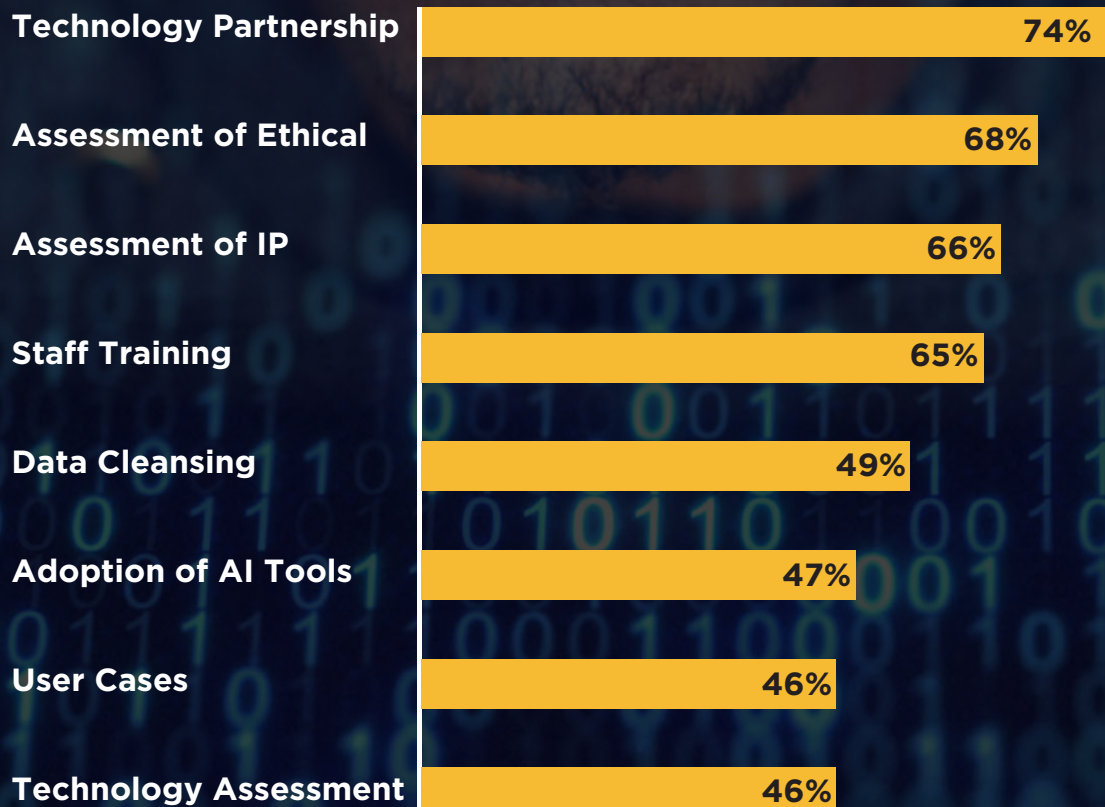 Technology Partnership 74%
Assessment of Ethical 68%
Assessment of IP 66%
Staff Training 65%
Data Cleansing 49%
Adoption of AI Tools 47%
User Cases 46%
Technology Assessment 46%